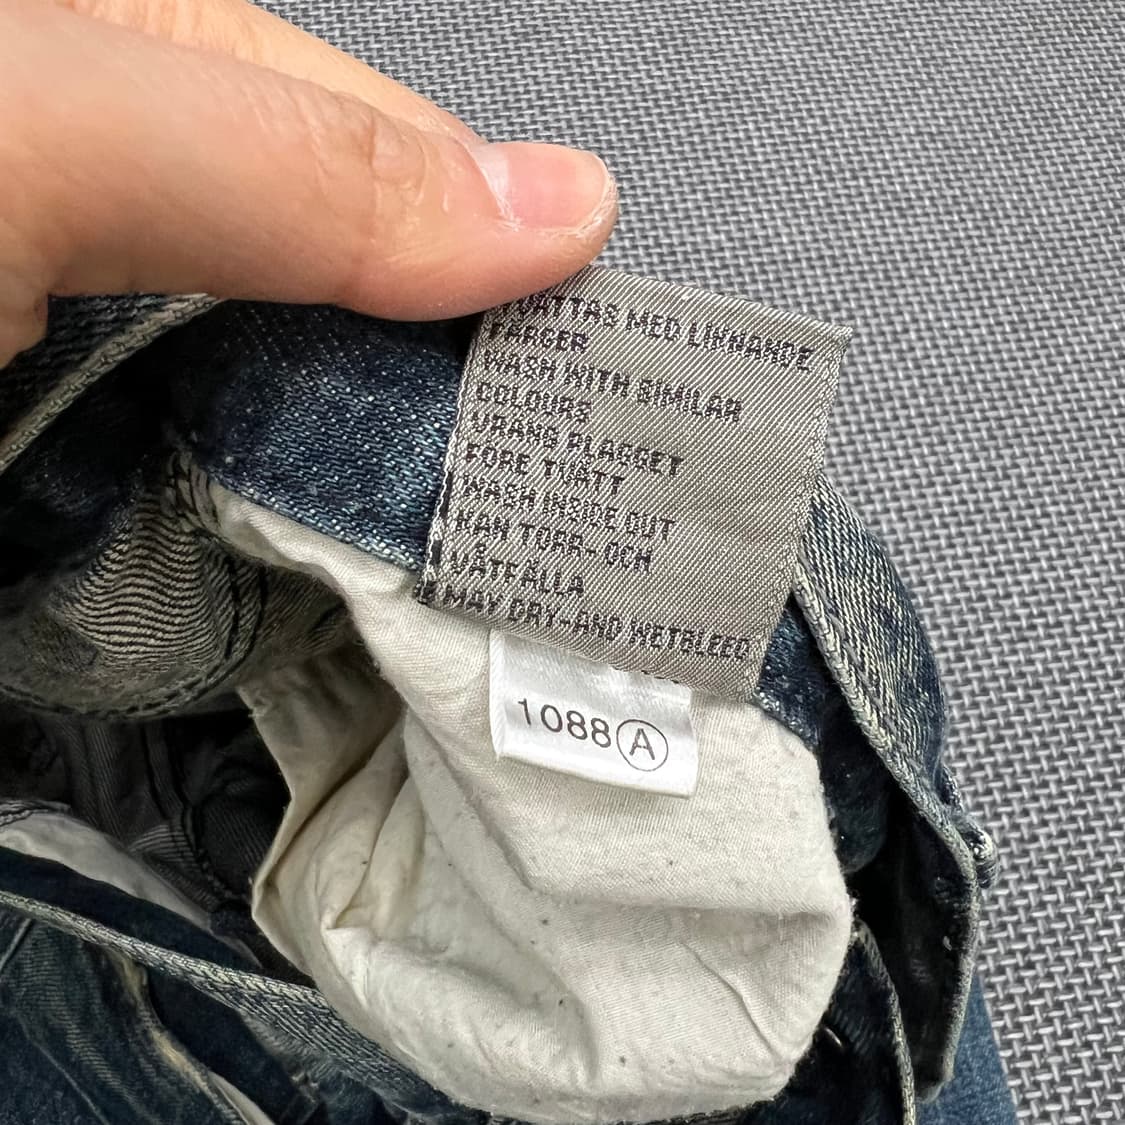 TVÄTTAS MED LIKNANDE
FÄRGER
WASH WITH SIMILAR
COLOURS
VRÄNG PLAGGET
FÖRE TVÄTT
WASH INSIDE OUT
KAN TORR- OCH
VÅTFÄLLA
MAY DRY-AND WETBLEED
1088 Ⓐ